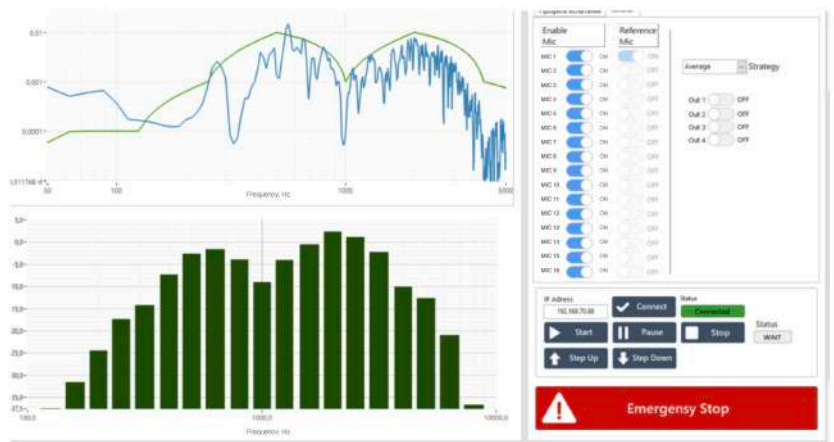 Enable
Mic
Reference
Mic
MIC 1 ON OFF
MIC 2 ON OFF
MIC 3 ON OFF
MIC 4 ON OFF
MIC 5 ON OFF
MIC 6 ON OFF
MIC 7 ON OFF
MIC 8 ON OFF
MIC 9 ON OFF
MIC 10 ON OFF
MIC 11 ON OFF
MIC 12 ON OFF
MIC 13 ON OFF
MIC 14 ON OFF
MIC 15 ON OFF
MIC 16 ON OFF
Average Strategy
Out 1 OFF
Out 2 OFF
Out 3 OFF
Out 4 OFF
0,01
0,001
0,0001
50 100 1000 5000
Frequency, Hz
5,0
0,0
-5,0
100,0 1000,0 10000,0
Frequency, Hz
IP Adress
192.168.70.88
Connect
Status
Connected
Start
Pause
Stop
Status
WAIT
Step Up
Step Down
Emergensy Stop